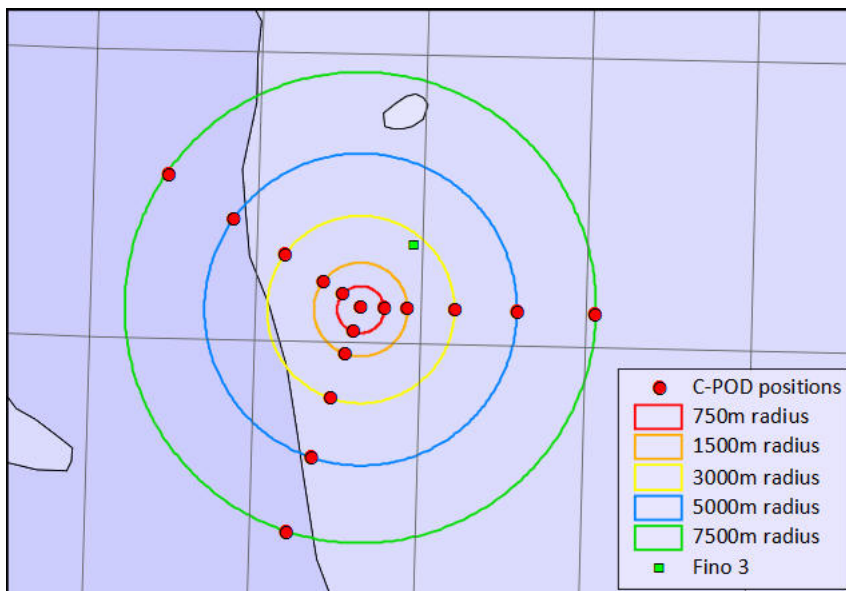 C-POD positions
750m radius
1500m radius
3000m radius
5000m radius
7500m radius
Fino 3